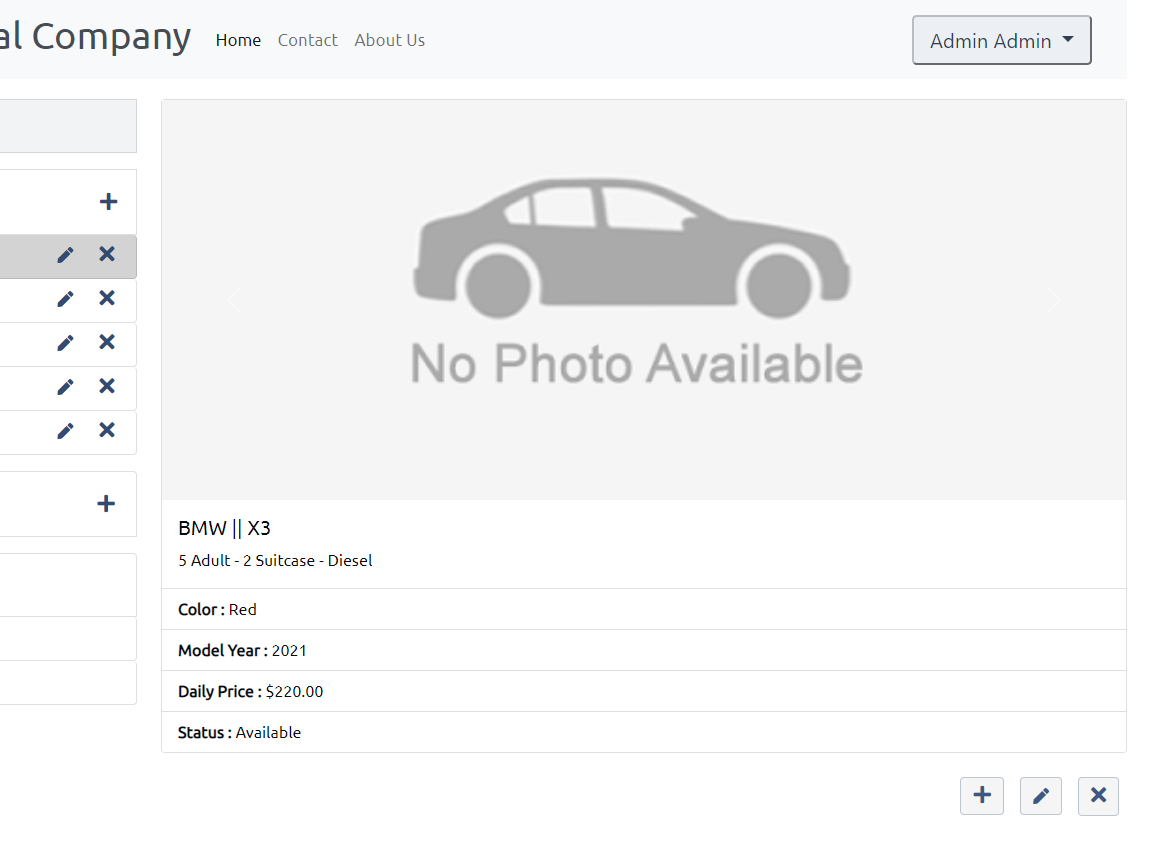 al Company Home Contact About Us Admin Admin
No Photo Available
BMW || X3
5 Adult - 2 Suitcase - Diesel
Color : Red
Model Year : 2021
Daily Price : $220.00
Status : Available